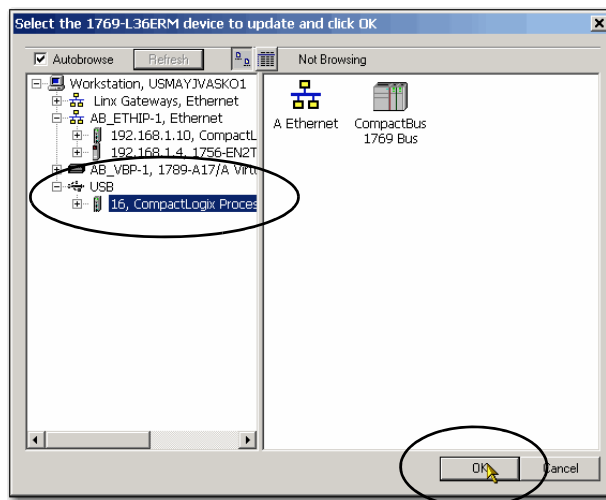 Select the 1769-L36ERM device to update and click OK
Autobrowse Refresh Not Browsing
Workstation, USMAYJVASKO1
Linx Gateways, Ethernet
AB_ETHIP-1, Ethernet
192.168.1.10, CompactL
192.168.1.4, 1756-EN2T
AB_VBP-1, 1789-A17/A Virtu
USB
16, CompactLogix Proces
A Ethernet
CompactBus
1769 Bus
OK Cancel